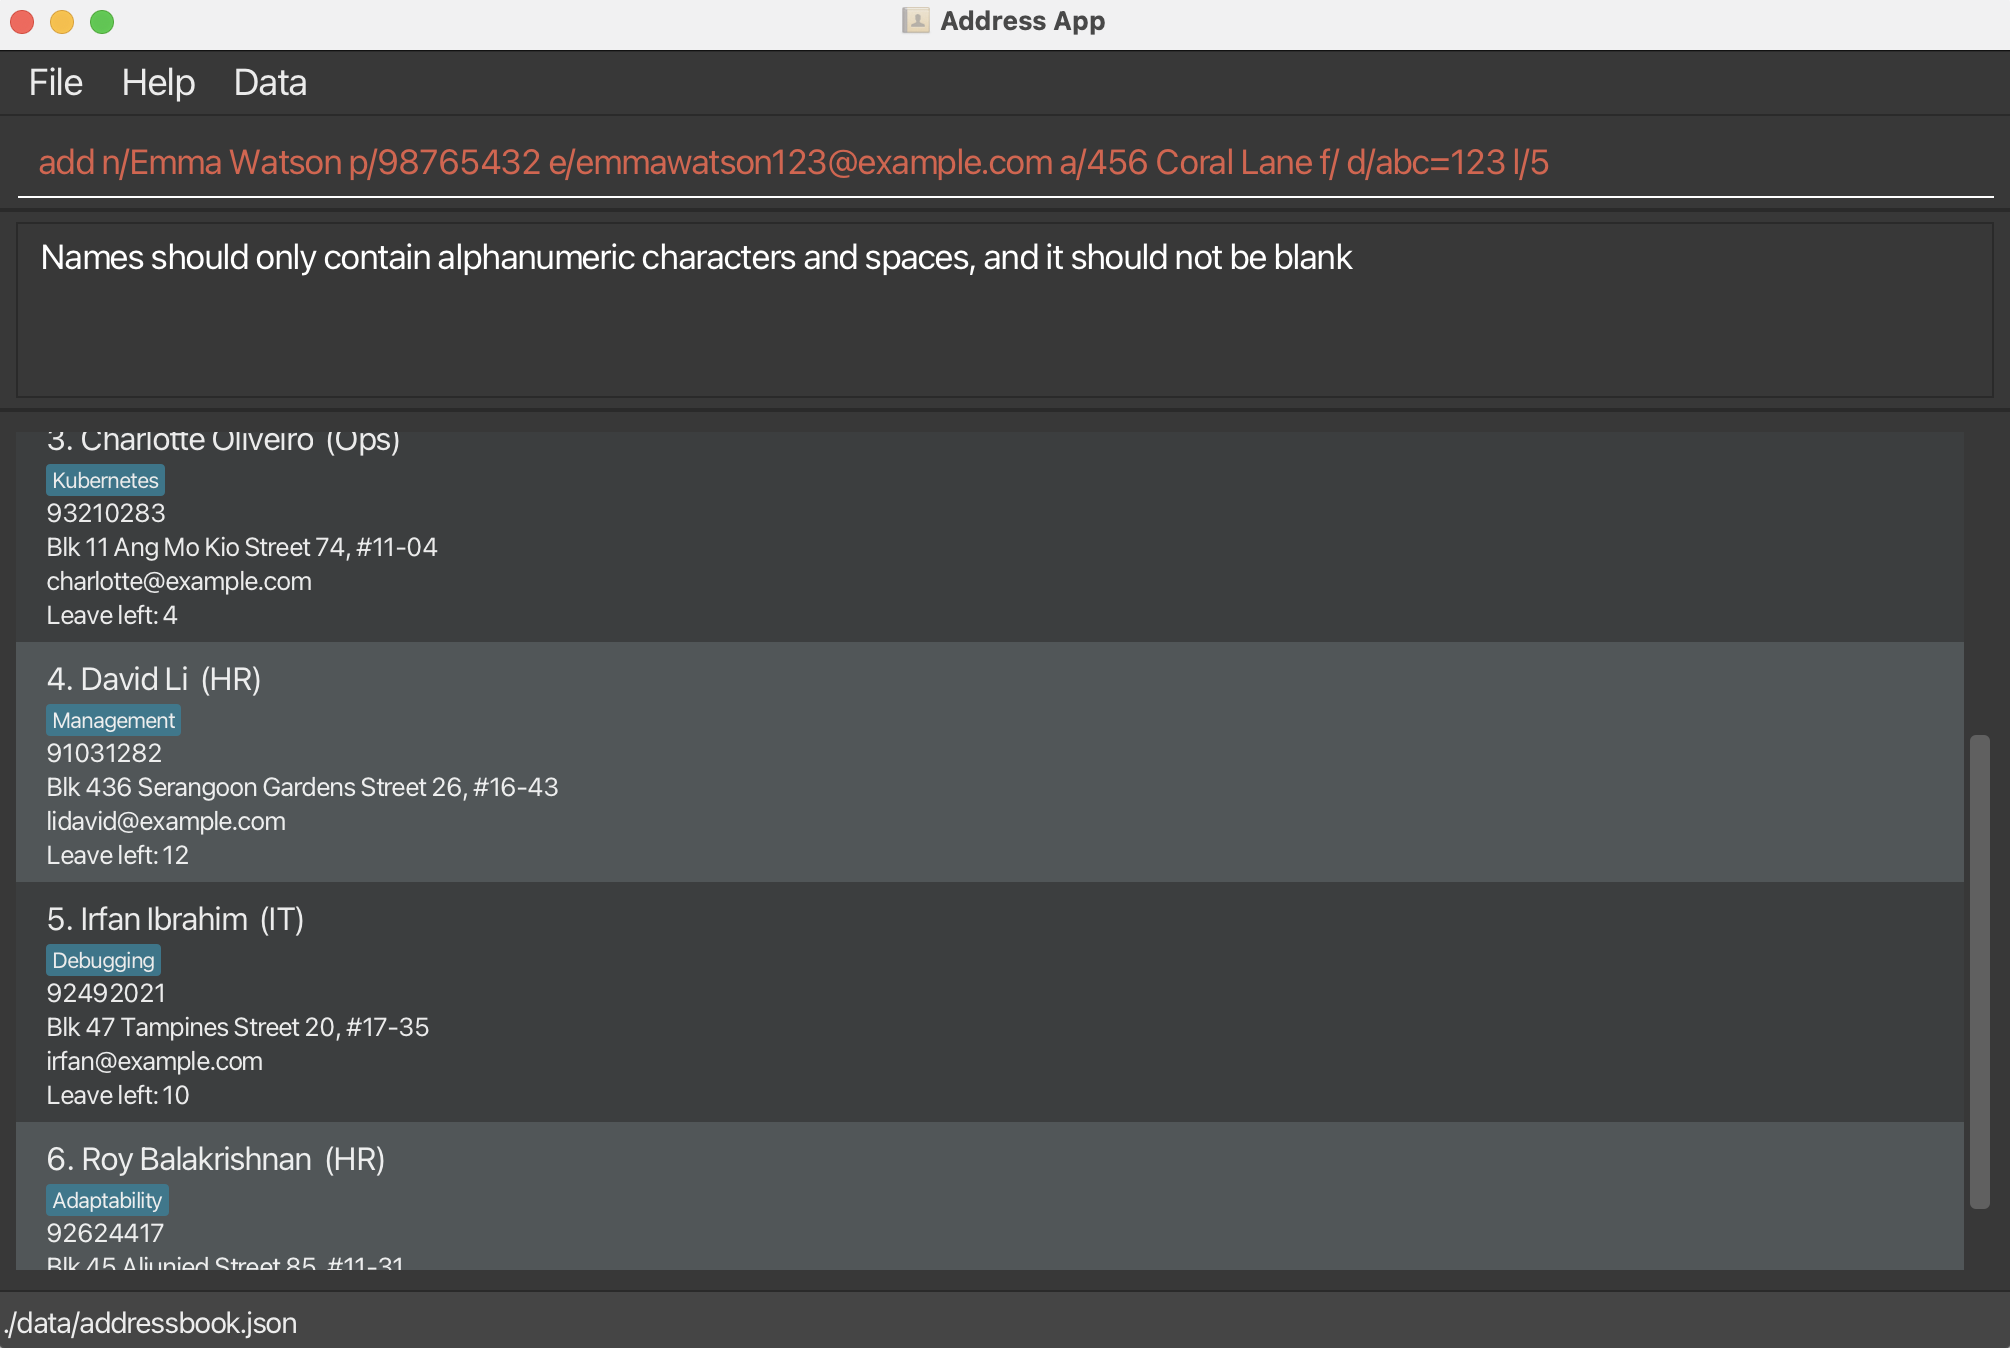 Address App
File Help Data
add n/Emma Watson p/98765432 e/emmawatson123@example.com a/456 Coral Lane f/ d/abc=123 l/5
Names should only contain alphanumeric characters and spaces, and it should not be blank
3. Charlotte Oliveiro (Ops)
Kubernetes
93210283
Blk 11 Ang Mo Kio Street 74, #11-04
charlotte@example.com
Leave left: 4
4. David Li (HR)
Management
91031282
Blk 436 Serangoon Gardens Street 26, #16-43
lidavid@example.com
Leave left: 12
5. Irfan Ibrahim (IT)
Debugging
92492021
Blk 47 Tampines Street 20, #17-35
irfan@example.com
Leave left: 10
6. Roy Balakrishnan (HR)
Adaptability
92624417
Blk 45 Aljunied Street 85, #11-31
./data/addressbook.json